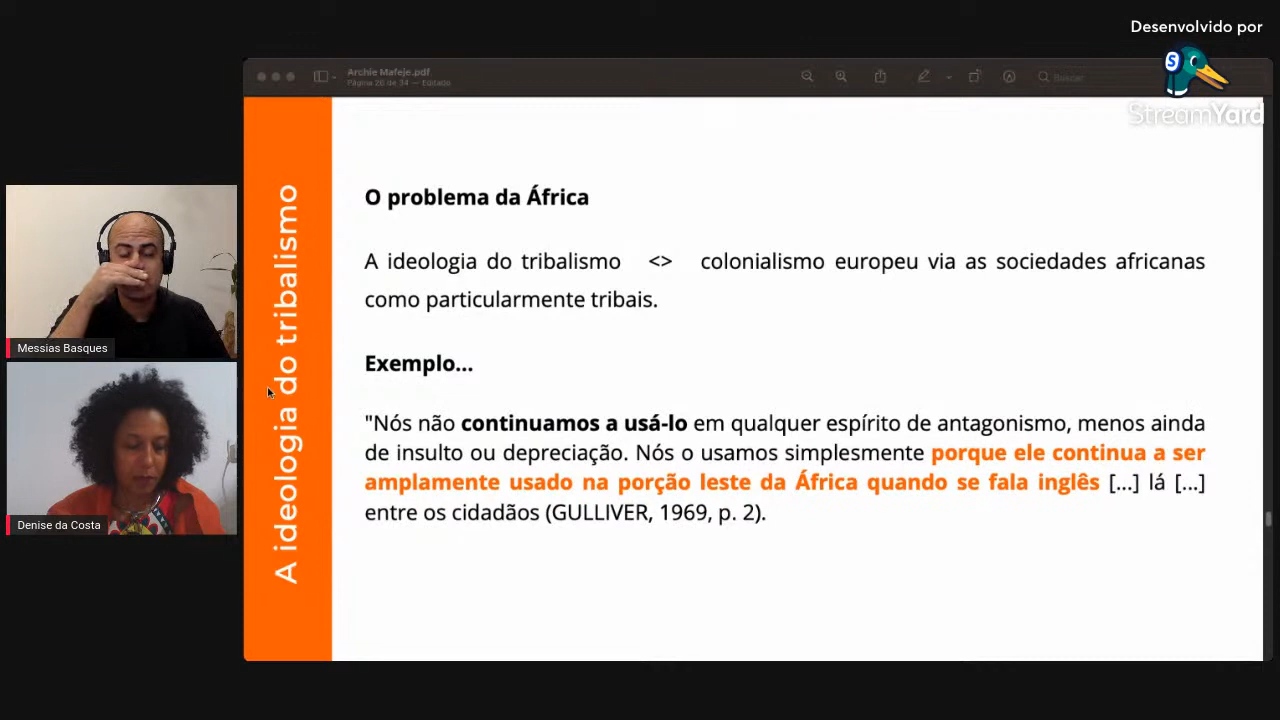 Desenvolvido por
StreamYard
Archie Mafeje.pdf
Página 20 de 34 — Editado
Buscar
A ideologia do tribalismo
O problema da África
A ideologia do tribalismo <> colonialismo europeu via as sociedades africanas
como particularmente tribais.
Exemplo...
"Nós não continuamos a usá-lo em qualquer espírito de antagonismo, menos ainda
de insulto ou depreciação. Nós o usamos simplesmente porque ele continua a ser
amplamente usado na porção leste da África quando se fala inglês [...] lá [...]
entre os cidadãos (GULLIVER, 1969, p. 2).
Messias Basques
Denise da Costa